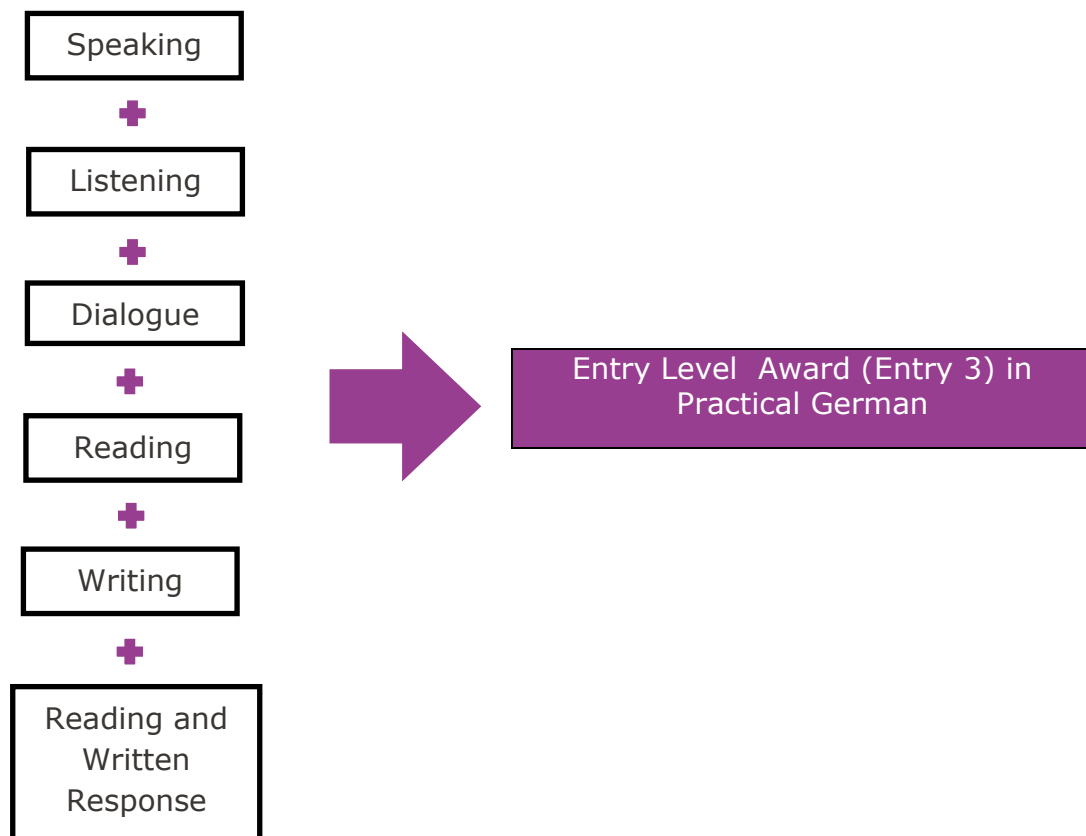 Speaking
Listening
Dialogue
Reading
Writing
Reading and
Written
Response
Entry Level  Award (Entry 3) in
Practical German